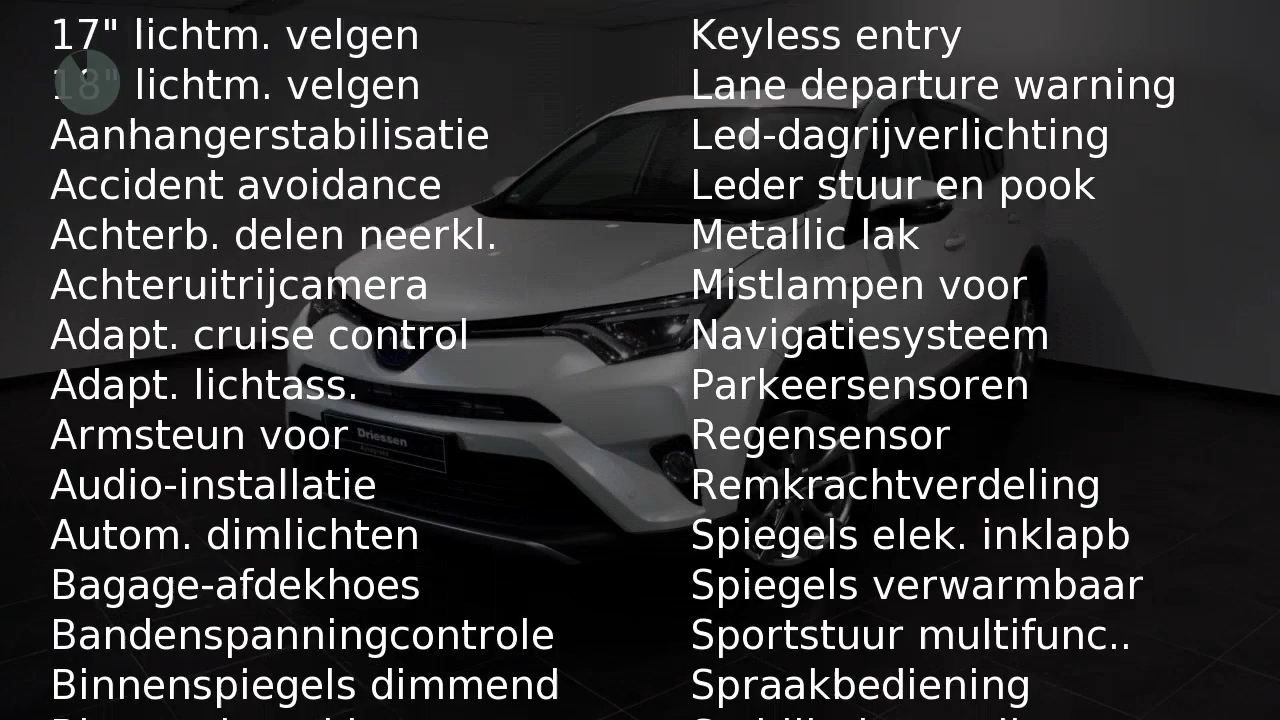 17" lichtm. velgen
18" lichtm. velgen
Aanhangerstabilisatie
Accident avoidance
Achterb. delen neerkl.
Achteruitrijcamera
Adapt. cruise control
Adapt. lichtass.
Armsteun voor
Audio-installatie
Autom. dimlichten
Bagage-afdekhoes
Bandenspanningcontrole
Binnenspiegels dimmend
Keyless entry
Lane departure warning
Led-dagrijverlichting
Leder stuur en pook
Metallic lak
Mistlampen voor
Navigatiesysteem
Parkeersensoren
Regensensor
Remkrachtverdeling
Spiegels elek. inklapb
Spiegels verwarmbaar
Sportstuur multifunc..
Spraakbediening
Driessen